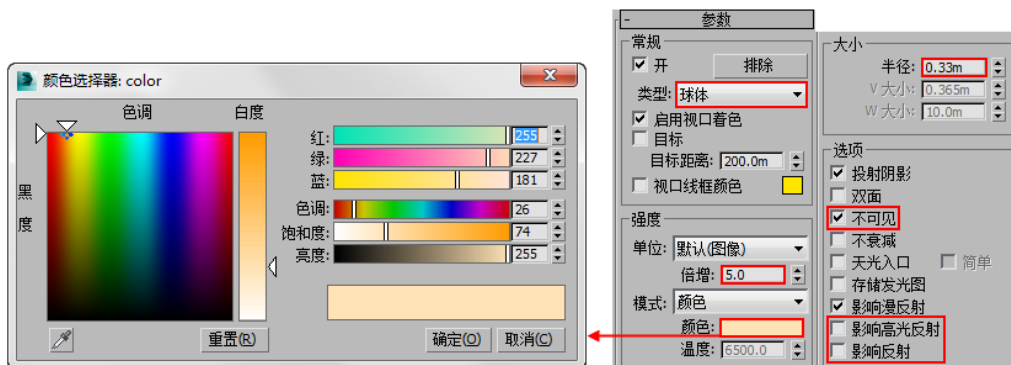 颜色选择器: color
色调
白度
黑
度
红: 255
绿: 227
蓝: 181
色调: 26
饱和度: 74
亮度: 255
重置(R)
确定(O)
取消(C)
- 参数
常规
开
排除
类型: 球体
启用视口着色
目标
目标距离: 200.0m
视口线框颜色
强度
单位: 默认(图像)
倍增: 5.0
模式: 颜色
颜色:
温度: 6500.0
大小
半径: 0.33m
V 大小: 0.365m
W 大小: 10.0m
选项
投射阴影
双面
不可见
不衰减
天光入口 简单
存储发光图
影响漫反射
影响高光反射
影响反射